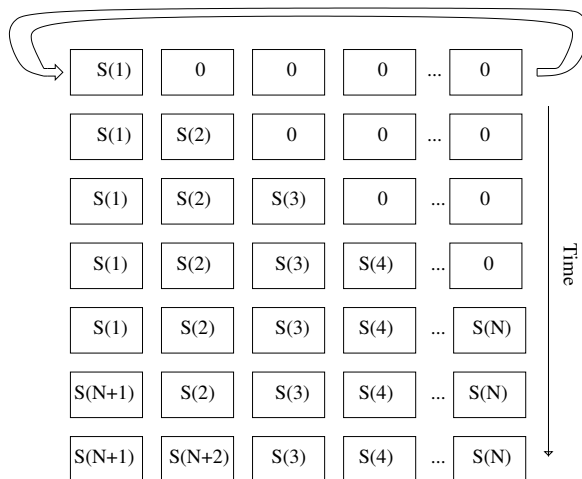 S(1) 0 0 0 ... 0
S(1) S(2) 0 0 ... 0
S(1) S(2) S(3) 0 ... 0
S(1) S(2) S(3) S(4) ... 0
S(1) S(2) S(3) S(4) ... S(N)
S(N+1) S(2) S(3) S(4) ... S(N)
S(N+1) S(N+2) S(3) S(4) ... S(N)
Time